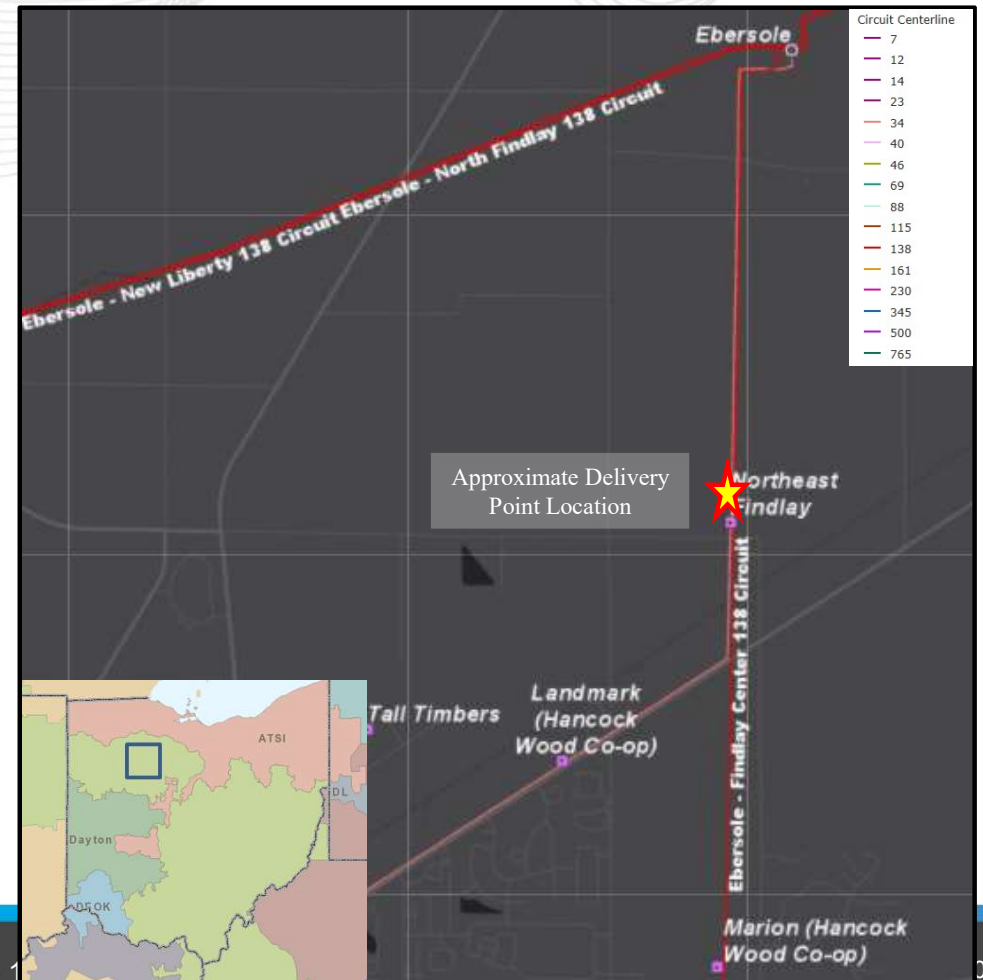 Ebersole
Ebersole - New Liberty 138 Circuit
Ebersole - North Findlay 138 Circuit
Circuit Centerline
7
12
14
23
34
40
46
69
88
115
138
161
230
345
500
765
Approximate Delivery
Point Location
Northeast
Findlay
Ebersole - Findlay Center 138 Circuit
Tall Timbers
Landmark
(Hancock
Wood Co-op)
Marion (Hancock
Wood Co-op)
ATSI
DL
Dayton
DEOK